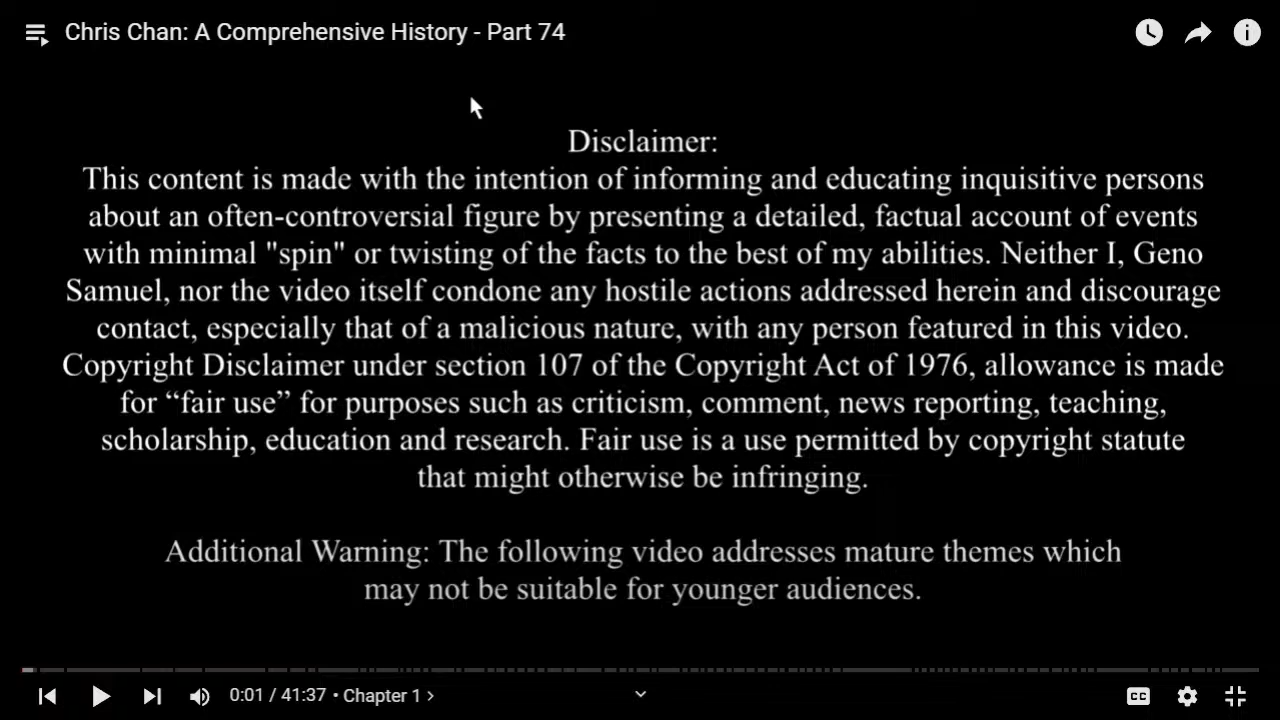 Chris Chan: A Comprehensive History - Part 74
Disclaimer:
This content is made with the intention of informing and educating inquisitive persons
about an often-controversial figure by presenting a detailed, factual account of events
with minimal "spin" or twisting of the facts to the best of my abilities. Neither I, Geno
Samuel, nor the video itself condone any hostile actions addressed herein and discourage
contact, especially that of a malicious nature, with any person featured in this video.
Copyright Disclaimer under section 107 of the Copyright Act of 1976, allowance is made
for “fair use” for purposes such as criticism, comment, news reporting, teaching,
scholarship, education and research. Fair use is a use permitted by copyright statute
that might otherwise be infringing.
Additional Warning: The following video addresses mature themes which
may not be suitable for younger audiences.
0:01 / 41:37 • Chapter 1 ›
CC